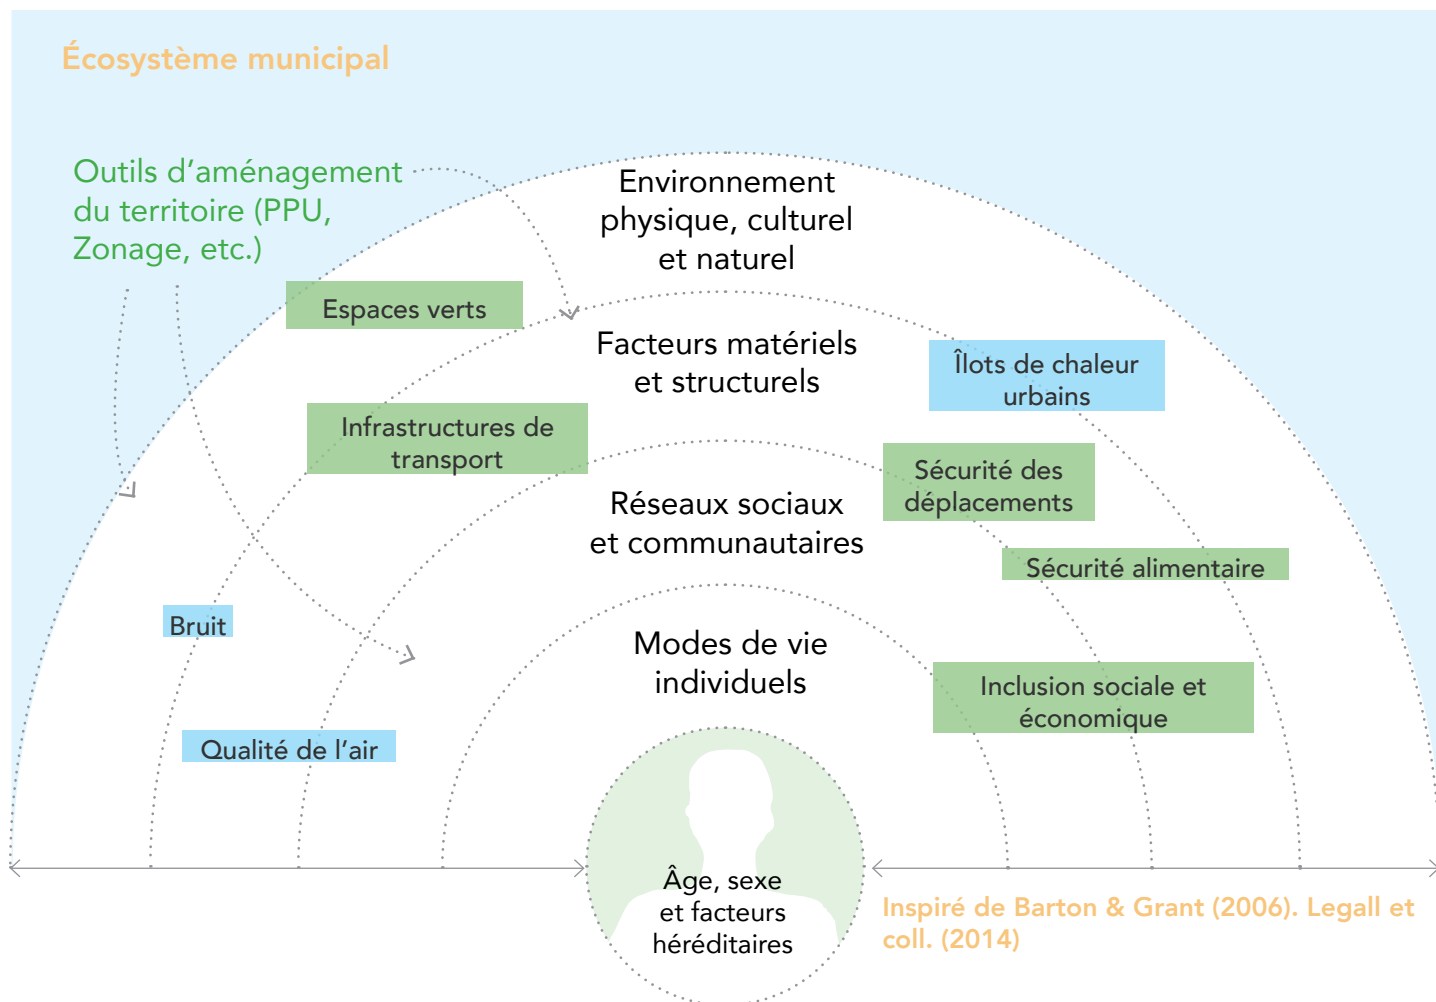 Écosystème municipal
Outils d'aménagement
du territoire (PPU,
Zonage, etc.)
Environnement
physique, culturel
et naturel
Espaces verts
Facteurs matériels
et structurels
Îlots de chaleur
urbains
Infrastructures de
transport
Sécurité des
déplacements
Réseaux sociaux
et communautaires
Sécurité alimentaire
Bruit
Modes de vie
individuels
Inclusion sociale et
économique
Qualité de l'air
Âge, sexe
et facteurs
héréditaires
Inspiré de Barton & Grant (2006). Legall et
coll. (2014)